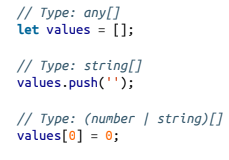 // Type: any[]
let values = [];
// Type: string[]
values.push('');
// Type: (number | string)[]
values[0] = 0;